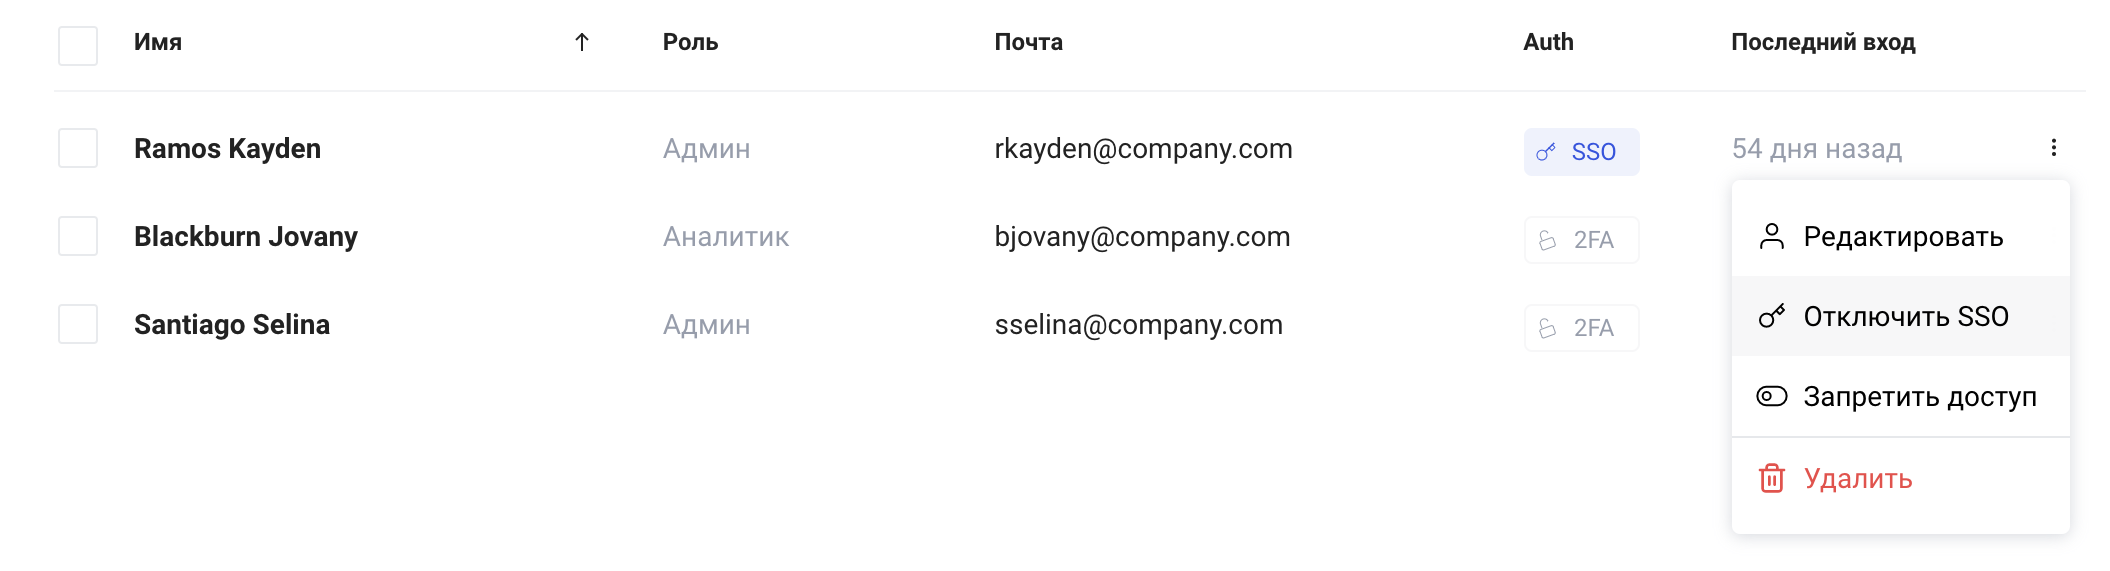 Имя ↑ Роль Почта Auth Последний вход
Ramos Kayden Админ rkayden@company.com SSO 54 дня назад
Blackburn Jovany Аналитик bjovany@company.com 2FA
Santiago Selina Админ sselina@company.com 2FA
Редактировать
Отключить SSO
Запретить доступ
Удалить